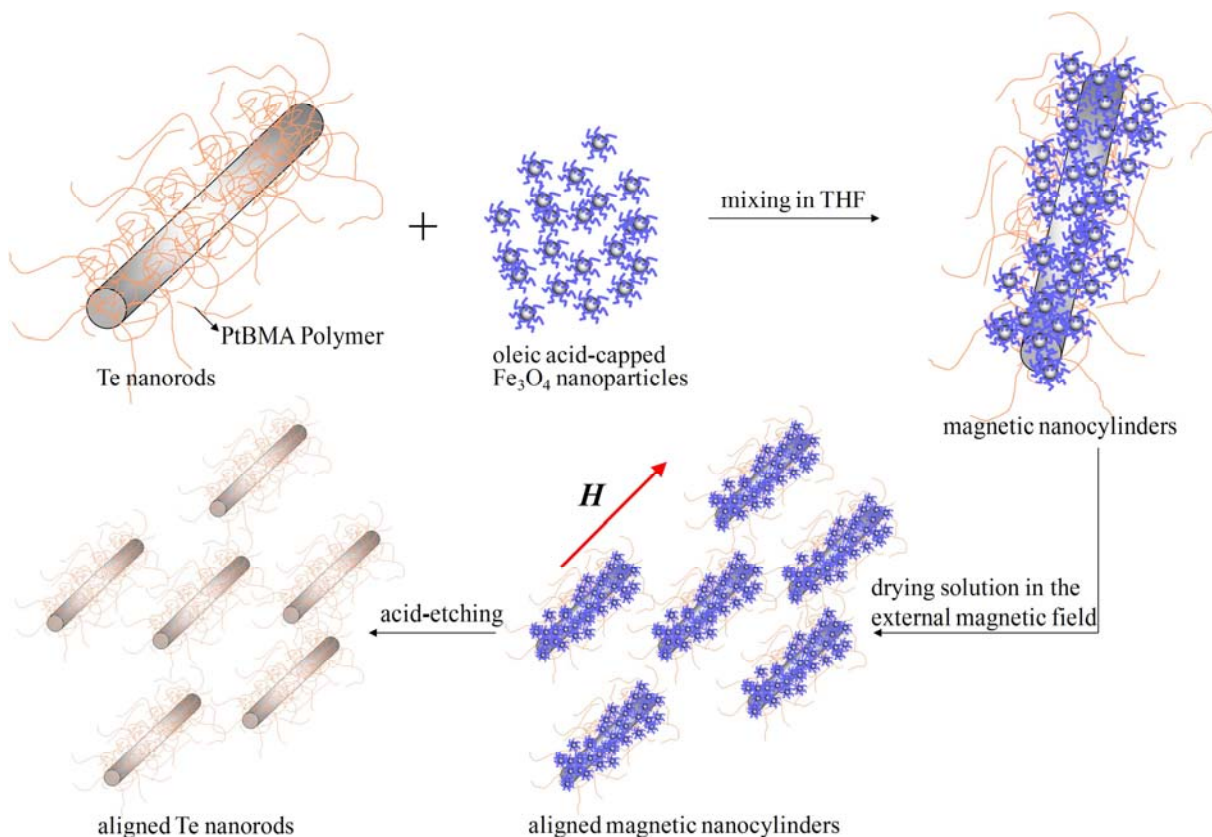 +
mixing in THF
PtBMA Polymer
Te nanorods
oleic acid-capped
Fe₃O₄ nanoparticles
magnetic nanocylinders
H
drying solution in the
external magnetic field
acid-etching
aligned Te nanorods
aligned magnetic nanocylinders